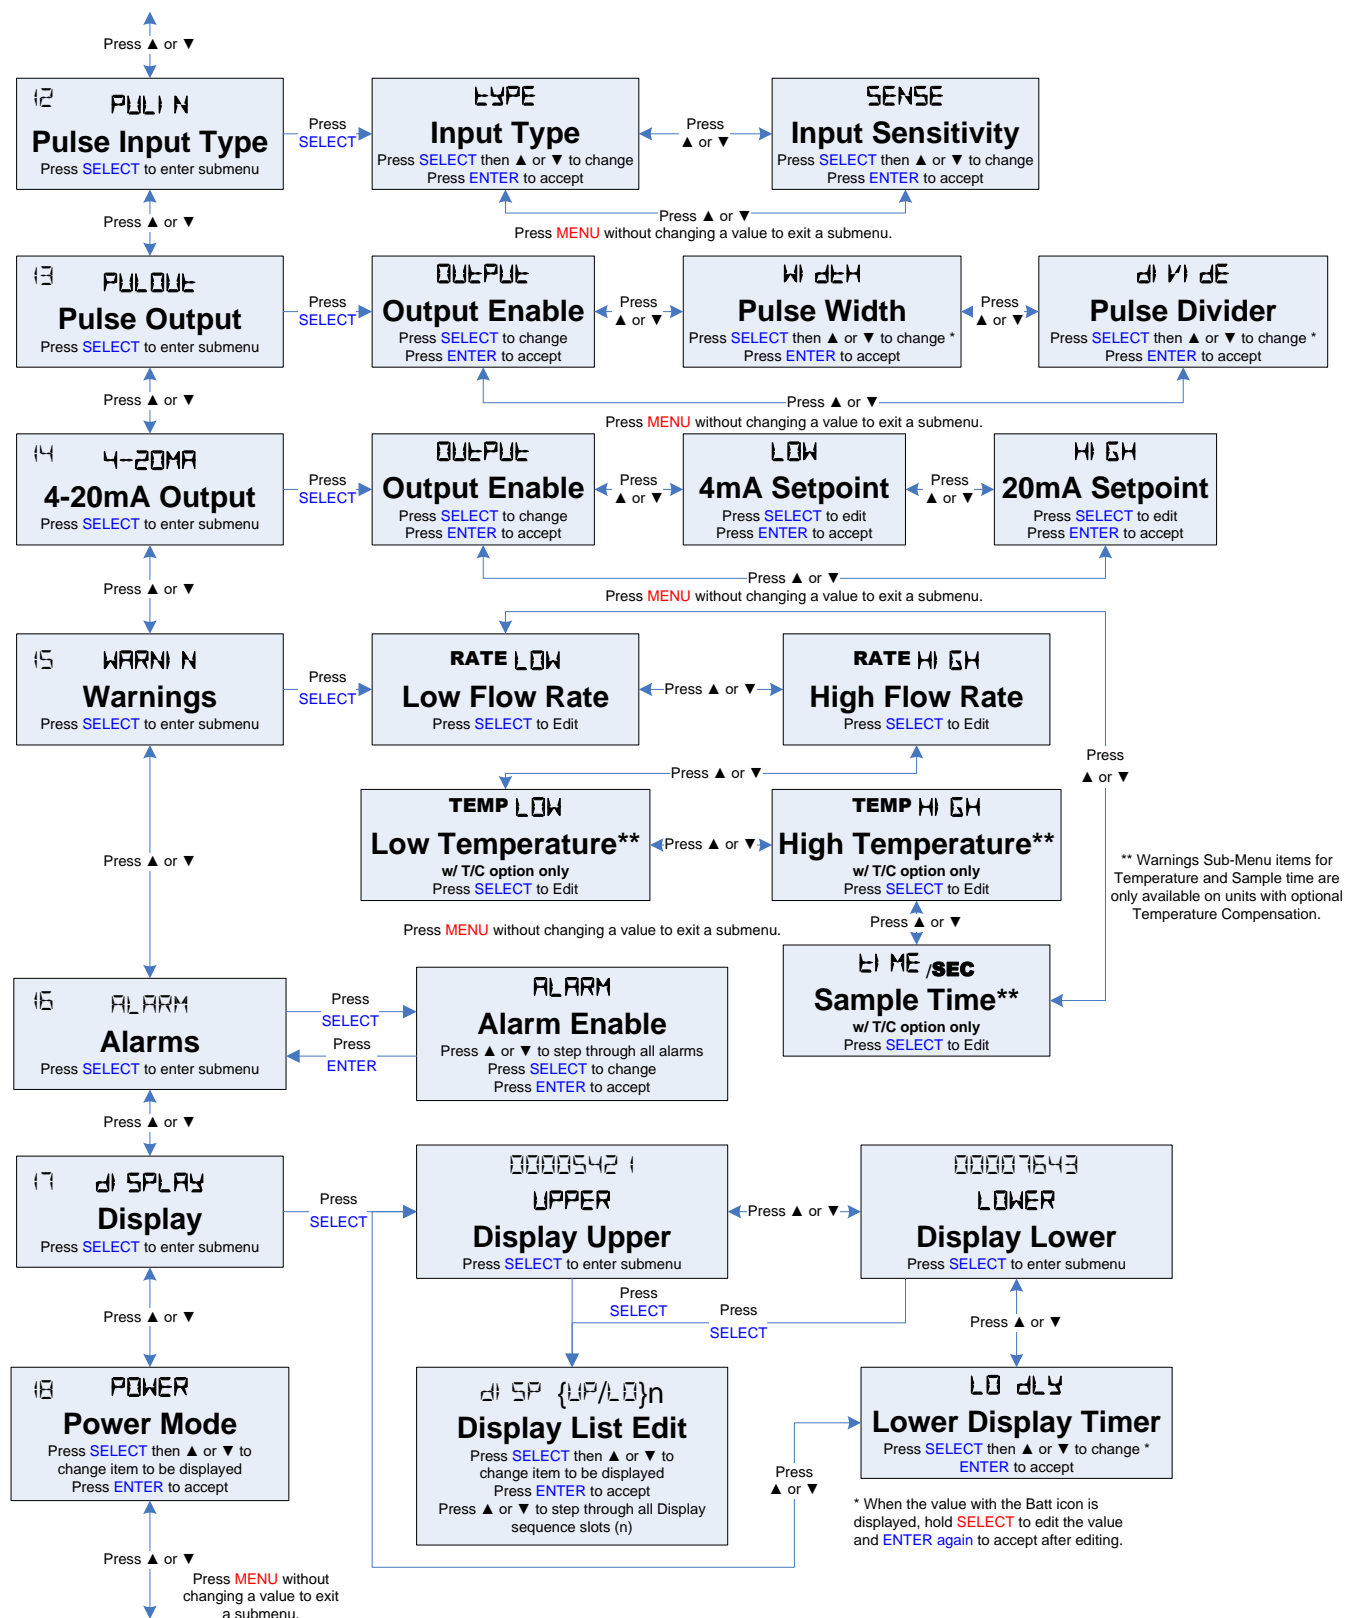 Press ▲ or ▼
12 PULIN
Pulse Input Type
Press SELECT to enter submenu
Press
SELECT
tYPE
Input Type
Press SELECT then ▲ or ▼ to change
Press ENTER to accept
Press
▲ or ▼
SENSE
Input Sensitivity
Press SELECT then ▲ or ▼ to change
Press ENTER to accept
Press ▲ or ▼
Press ▲ or ▼
Press MENU without changing a value to exit a submenu.
13 PULOUt
Pulse Output
Press SELECT to enter submenu
Press
SELECT
OUtPUt
Output Enable
Press SELECT to change
Press ENTER to accept
Press
▲ or ▼
WIdtH
Pulse Width
Press SELECT then ▲ or ▼ to change *
Press ENTER to accept
Press
▲ or ▼
dIVIdE
Pulse Divider
Press SELECT then ▲ or ▼ to change *
Press ENTER to accept
Press ▲ or ▼
Press ▲ or ▼
Press MENU without changing a value to exit a submenu.
14 4-20MA
4-20mA Output
Press SELECT to enter submenu
Press
SELECT
OUtPUt
Output Enable
Press SELECT to change
Press ENTER to accept
Press
▲ or ▼
LOW
4mA Setpoint
Press SELECT to edit
Press ENTER to accept
Press
▲ or ▼
HIGH
20mA Setpoint
Press SELECT to edit
Press ENTER to accept
Press ▲ or ▼
Press ▲ or ▼
Press MENU without changing a value to exit a submenu.
15 WARNIN
Warnings
Press SELECT to enter submenu
Press
SELECT
RATE LOW
Low Flow Rate
Press SELECT to Edit
Press ▲ or ▼
RATE HIGH
High Flow Rate
Press SELECT to Edit
Press
▲ or ▼
Press ▲ or ▼
TEMP LOW
Low Temperature**
w/ T/C option only
Press SELECT to Edit
Press ▲ or ▼
TEMP HIGH
High Temperature**
w/ T/C option only
Press SELECT to Edit
Press ▲ or ▼
** Warnings Sub-Menu items for
Temperature and Sample time are
only available on units with optional
Temperature Compensation.
Press MENU without changing a value to exit a submenu.
Press ▲ or ▼
tIME /SEC
Sample Time**
w/ T/C option only
Press SELECT to Edit
16 ALARM
Alarms
Press SELECT to enter submenu
Press
SELECT
Press
ENTER
ALARM
Alarm Enable
Press ▲ or ▼ to step through all alarms
Press SELECT to change
Press ENTER to accept
Press ▲ or ▼
17 dISPLAY
Display
Press SELECT to enter submenu
Press
SELECT
00005421
UPPER
Display Upper
Press SELECT to enter submenu
Press ▲ or ▼
00007643
LOWER
Display Lower
Press SELECT to enter submenu
Press
SELECT
Press
SELECT
Press ▲ or ▼
Press ▲ or ▼
18 POWER
Power Mode
Press SELECT then ▲ or ▼ to
change item to be displayed
Press ENTER to accept
dISP {UP/LO}n
Display List Edit
Press SELECT then ▲ or ▼ to
change item to be displayed
Press ENTER to accept
Press ▲ or ▼ to step through all Display
sequence slots (n)
Press
▲ or ▼
LO dLY
Lower Display Timer
Press SELECT then ▲ or ▼ to change *
ENTER to accept
* When the value with the Batt icon is
displayed, hold SELECT to edit the value
and ENTER again to accept after editing.
Press ▲ or ▼
Press MENU without
changing a value to exit
a submenu.